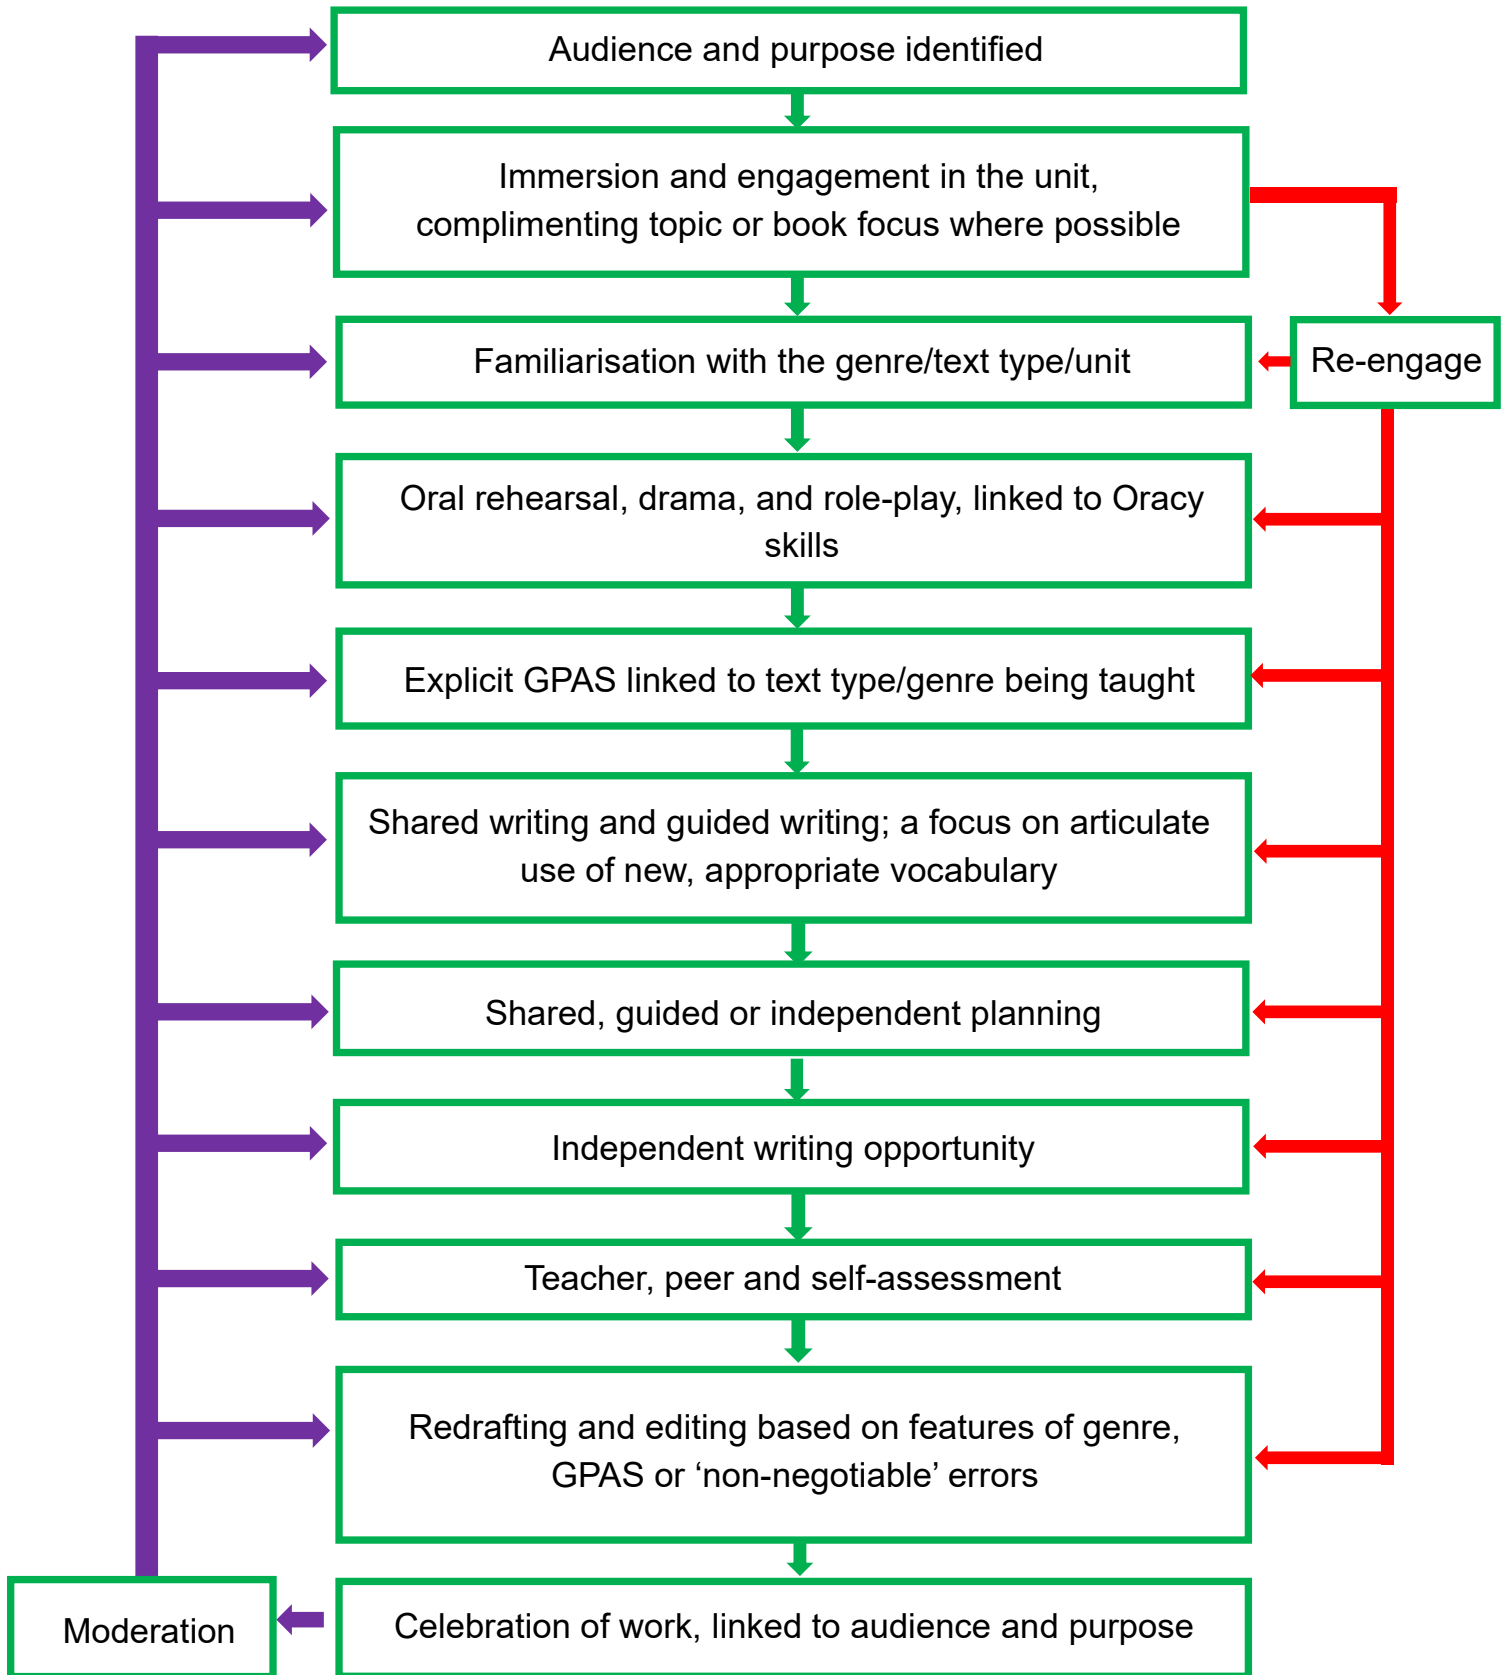 Audience and purpose identified
Immersion and engagement in the unit,
complimenting topic or book focus where possible
Familiarisation with the genre/text type/unit
Re-engage
Oral rehearsal, drama, and role-play, linked to Oracy
skills
Explicit GPAS linked to text type/genre being taught
Shared writing and guided writing; a focus on articulate
use of new, appropriate vocabulary
Shared, guided or independent planning
Independent writing opportunity
Teacher, peer and self-assessment
Redrafting and editing based on features of genre,
GPAS or ‘non-negotiable’ errors
Moderation
Celebration of work, linked to audience and purpose